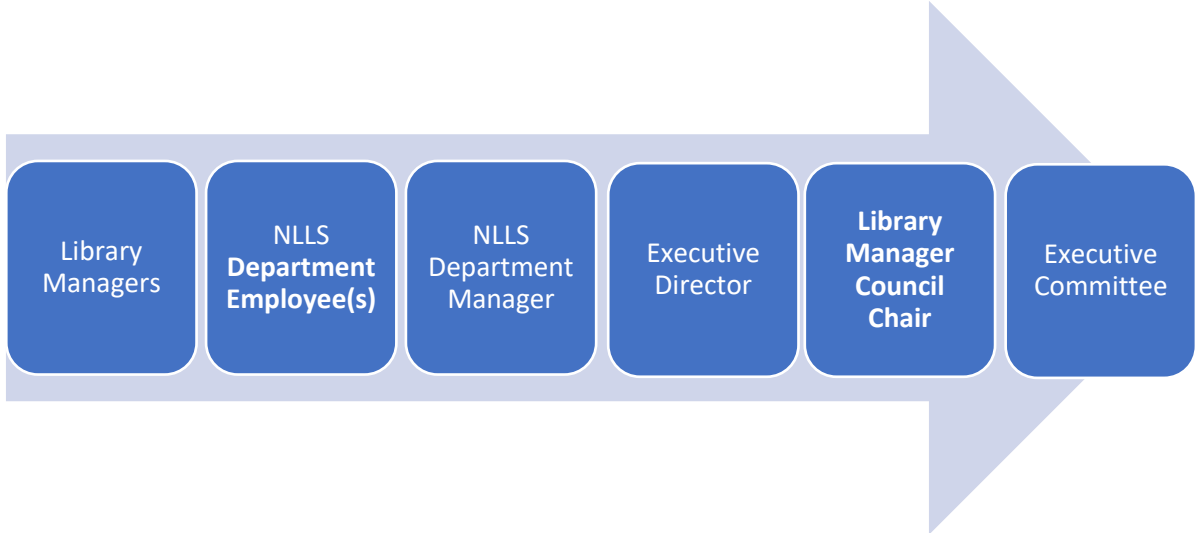 Library
Managers
NLLS
Department
Employee(s)
NLLS
Department
Manager
Executive
Director
Library
Manager
Council
Chair
Executive
Committee